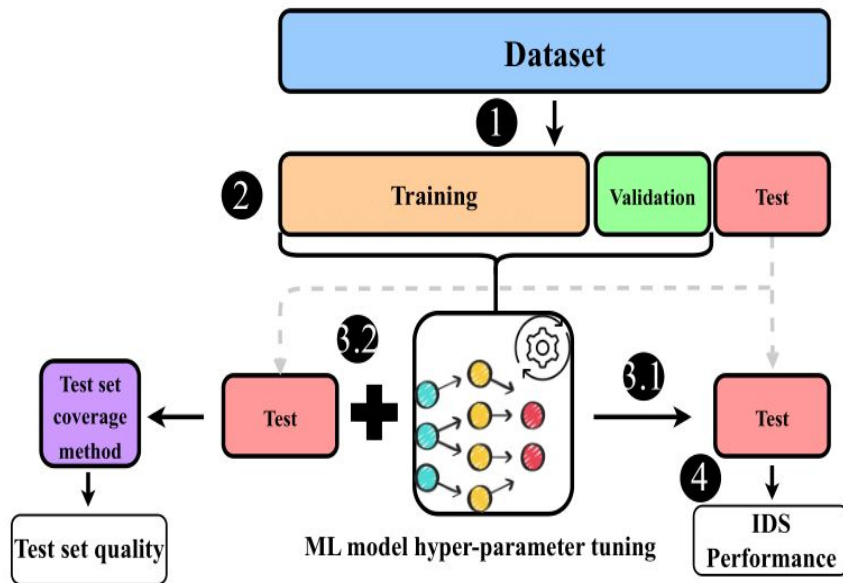 Dataset
1
2
Training
Validation
Test
3.2
3.1
Test set
coverage
method
Test
Test
4
Test set quality
ML model hyper-parameter tuning
IDS
Performance